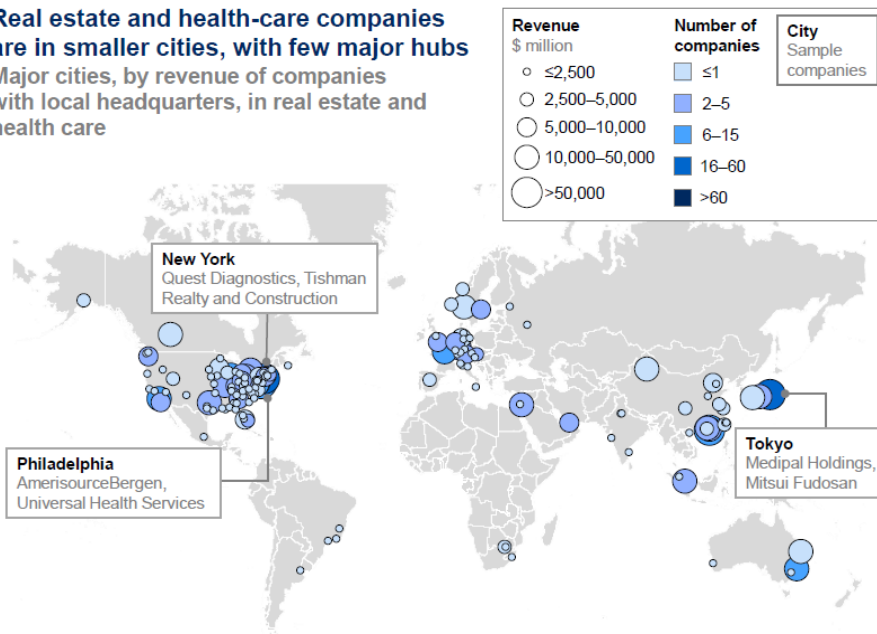 Real estate and health-care companies
are in smaller cities, with few major hubs
Major cities, by revenue of companies
with local headquarters, in real estate and
health care
Revenue
$ million
≤2,500
2,500–5,000
5,000–10,000
10,000–50,000
>50,000
Number of
companies
≤1
2–5
6–15
16–60
>60
City
Sample
companies
New York
Quest Diagnostics, Tishman
Realty and Construction
Philadelphia
AmerisourceBergen,
Universal Health Services
Tokyo
Medipal Holdings,
Mitsui Fudosan